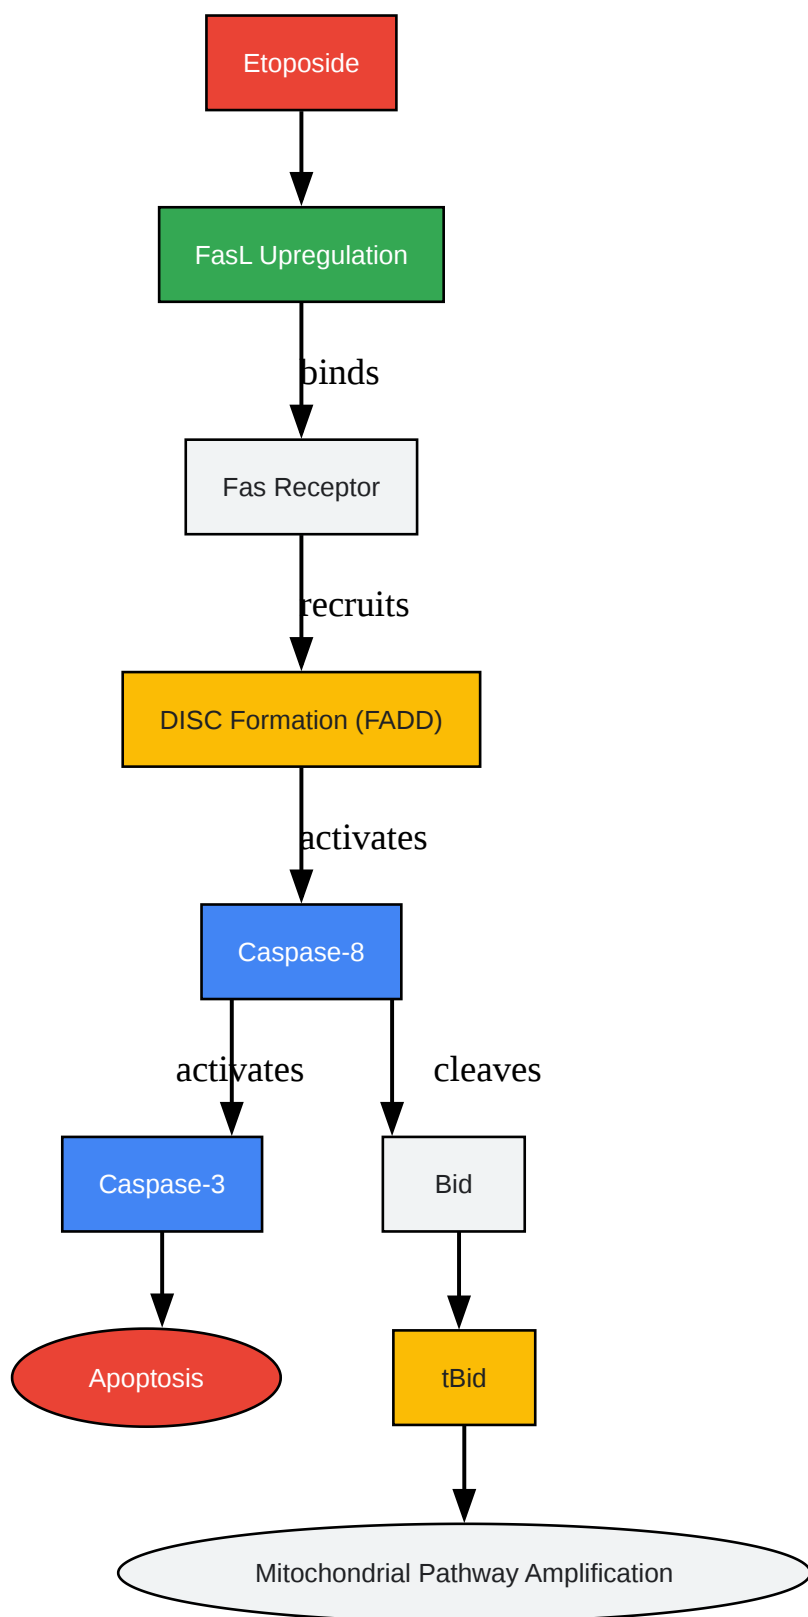 Etoposide
FasL Upregulation
binds
Fas Receptor
recruits
DISC Formation (FADD)
activates
Caspase-8
activates
cleaves
Caspase-3
Bid
Apoptosis
tBid
Mitochondrial Pathway Amplification